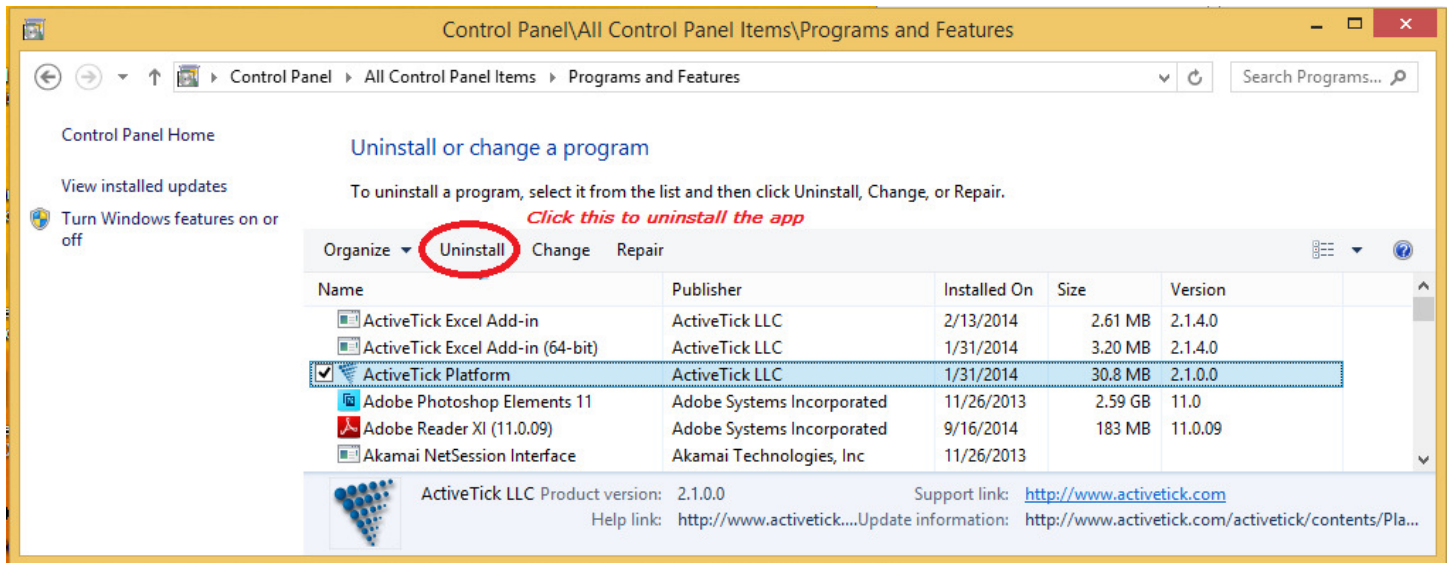 Control Panel\All Control Panel Items\Programs and Features
Control Panel All Control Panel Items Programs and Features Search Programs...
Control Panel Home
Uninstall or change a program
View installed updates
To uninstall a program, select it from the list and then click Uninstall, Change, or Repair.
Turn Windows features on or
off
Click this to uninstall the app
Organize Uninstall Change Repair
Name Publisher Installed On Size Version
ActiveTick Excel Add-in ActiveTick LLC 2/13/2014 2.61 MB 2.1.4.0
ActiveTick Excel Add-in (64-bit) ActiveTick LLC 1/31/2014 3.20 MB 2.1.4.0
ActiveTick Platform ActiveTick LLC 1/31/2014 30.8 MB 2.1.0.0
Adobe Photoshop Elements 11 Adobe Systems Incorporated 11/26/2013 2.59 GB 11.0
Adobe Reader XI (11.0.09) Adobe Systems Incorporated 9/16/2014 183 MB 11.0.09
Akamai NetSession Interface Akamai Technologies, Inc 11/26/2013
ActiveTick LLC Product version: 2.1.0.0 Support link: http://www.activetick.com
Help link: http://www.activetick....Update information: http://www.activetick.com/activetick/contents/Pla...